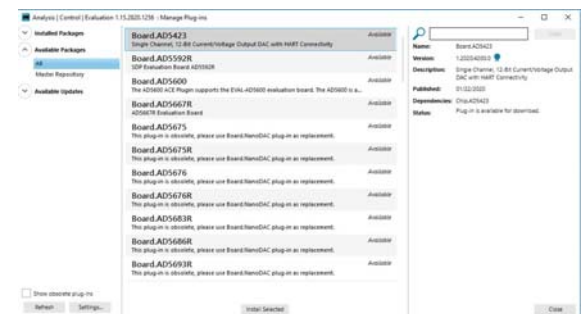 Analysis | Control | Evaluation 1.15.2820.1256 - Manage Plug-ins
Installed Packages
Available Packages
All
Master Repository
Available Updates
Show obsolete plug-ins
Refresh
Settings...
Board.AD5423
Available
Single Channel, 12-Bit Current/Voltage Output DAC with HART Connectivity
Board.AD5592R
Available
SDP Evaluation Board AD5592R
Board.AD5600
Available
The AD5600 ACE Plugin supports the EVAL-AD5600 evaluation board. The AD5600 is a...
Board.AD5667R
Available
AD5667R Evaluation Board
Board.AD5675
Available
This plug-in is obsolete, please use Board.NanoDAC plug-in as replacement.
Board.AD5675R
Available
This plug-in is obsolete, please use Board.NanoDAC plug-in as replacement.
Board.AD5676
Available
This plug-in is obsolete, please use Board.NanoDAC plug-in as replacement.
Board.AD5676R
Available
This plug-in is obsolete, please use Board.NanoDAC plug-in as replacement.
Board.AD5683R
Available
This plug-in is obsolete, please use Board.NanoDAC plug-in as replacement.
Board.AD5686R
Available
This plug-in is obsolete, please use Board.NanoDAC plug-in as replacement.
Board.AD5693R
Available
This plug-in is obsolete, please use Board.NanoDAC plug-in as replacement.
Install Selected
Name: Board.AD5423
Version:
Description: Single Channel, 12-Bit Current/Voltage Output
DAC with HART Connectivity
Published: 01/22/2020
Dependencies: Chip.AD5423
Status: Plug-in is available for download.
Close